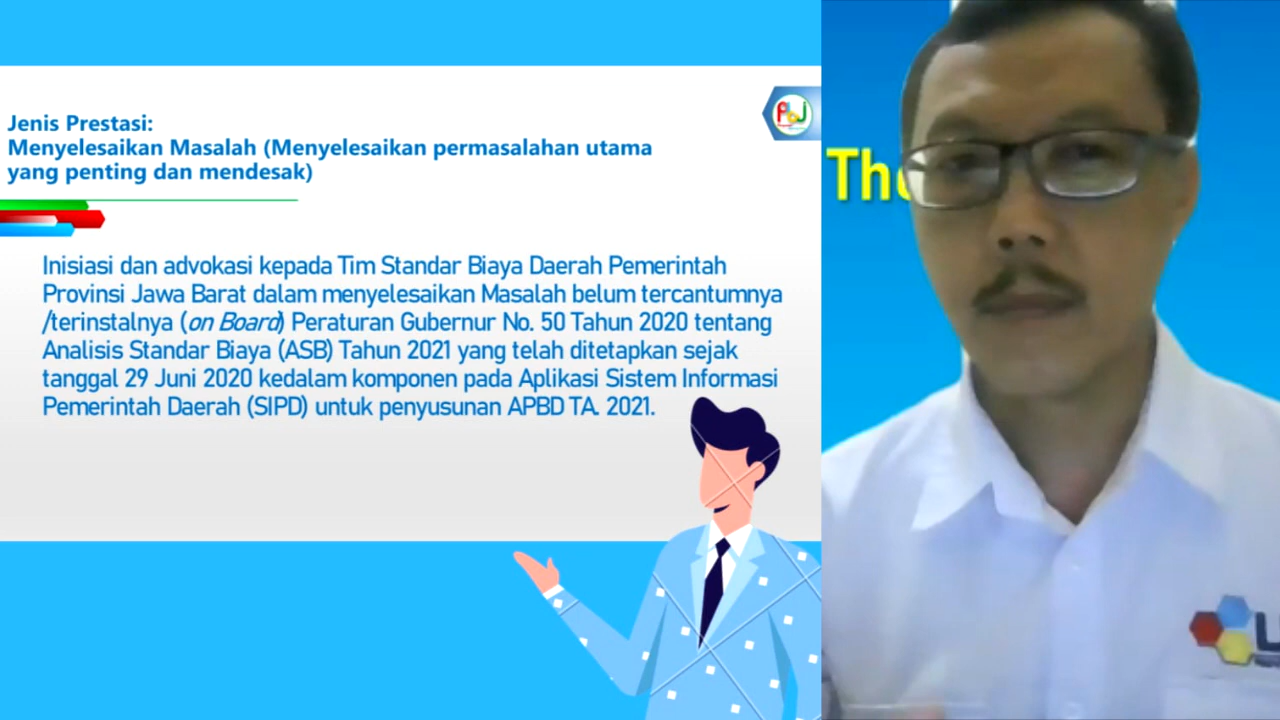 Jenis Prestasi:
Menyelesaikan Masalah (Menyelesaikan permasalahan utama
yang penting dan mendesak)
Inisiasi dan advokasi kepada Tim Standar Biaya Daerah Pemerintah
Provinsi Jawa Barat dalam menyelesaikan Masalah belum tercantumnya
/terinstalnya (on Board) Peraturan Gubernur No. 50 Tahun 2020 tentang
Analisis Standar Biaya (ASB) Tahun 2021 yang telah ditetapkan sejak
tanggal 29 Juni 2020 kedalam komponen pada Aplikasi Sistem Informasi
Pemerintah Daerah (SIPD) untuk penyusunan APBD TA. 2021.